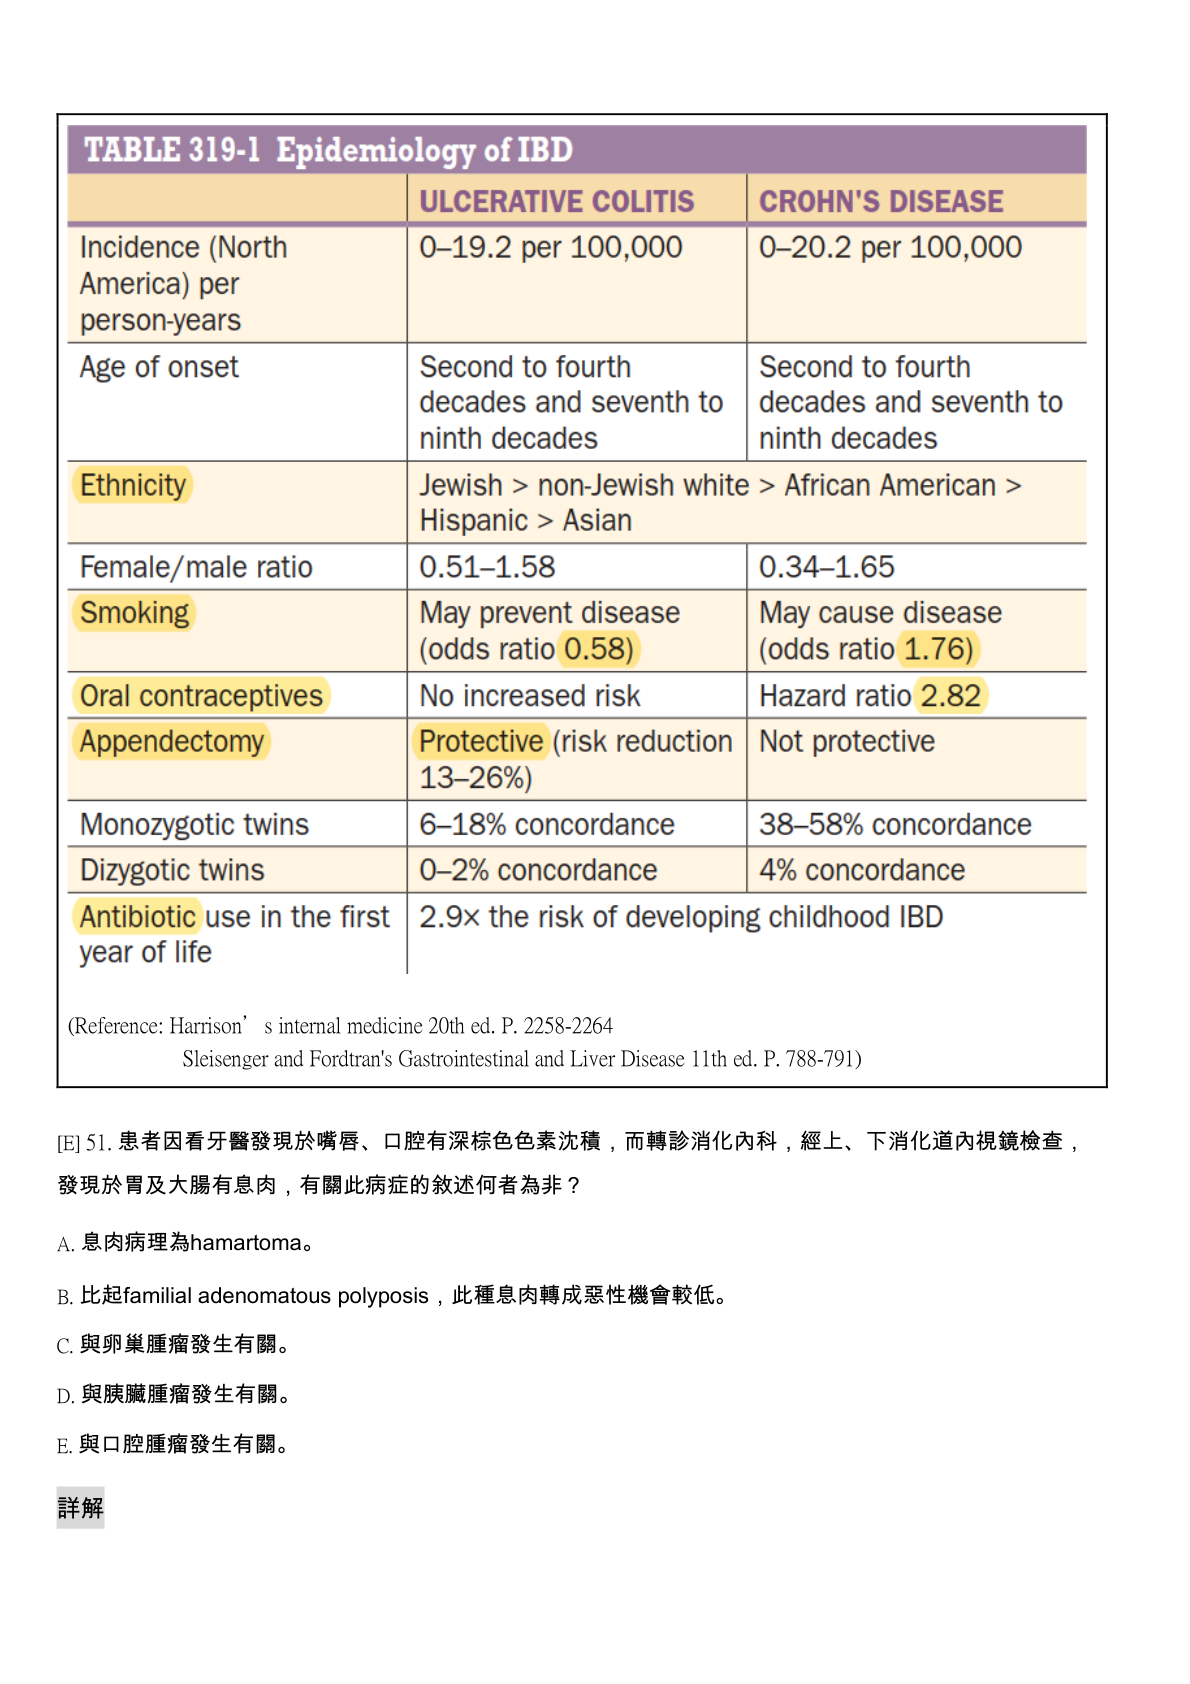 TABLE 319-1 Epidemiology of IBD
ULCERATIVE COLITIS CROHN'S DISEASE
Incidence (North America) per person-years 0–19.2 per 100,000 0–20.2 per 100,000
Age of onset Second to fourth decades and seventh to ninth decades Second to fourth decades and seventh to ninth decades
Ethnicity Jewish > non-Jewish white > African American > Hispanic > Asian
Female/male ratio 0.51–1.58 0.34–1.65
Smoking May prevent disease (odds ratio 0.58) May cause disease (odds ratio 1.76)
Oral contraceptives No increased risk Hazard ratio 2.82
Appendectomy Protective (risk reduction 13–26%) Not protective
Monozygotic twins 6–18% concordance 38–58% concordance
Dizygotic twins 0–2% concordance 4% concordance
Antibiotic use in the first year of life 2.9× the risk of developing childhood IBD
(Reference: Harrison’s internal medicine 20th ed. P. 2258-2264
Sleisenger and Fordtran's Gastrointestinal and Liver Disease 11th ed. P. 788-791)
[E] 51. 患者因看牙醫發現於嘴唇、口腔有深棕色色素沈積，而轉診消化內科，經上、下消化道內視鏡檢查，
發現於胃及大腸有息肉，有關此病症的敘述何者為非？
A. 息肉病理為hamartoma。
B. 比起familial adenomatous polyposis，此種息肉轉成惡性機會較低。
C. 與卵巢腫瘤發生有關。
D. 與胰臟腫瘤發生有關。
E. 與口腔腫瘤發生有關。
詳解